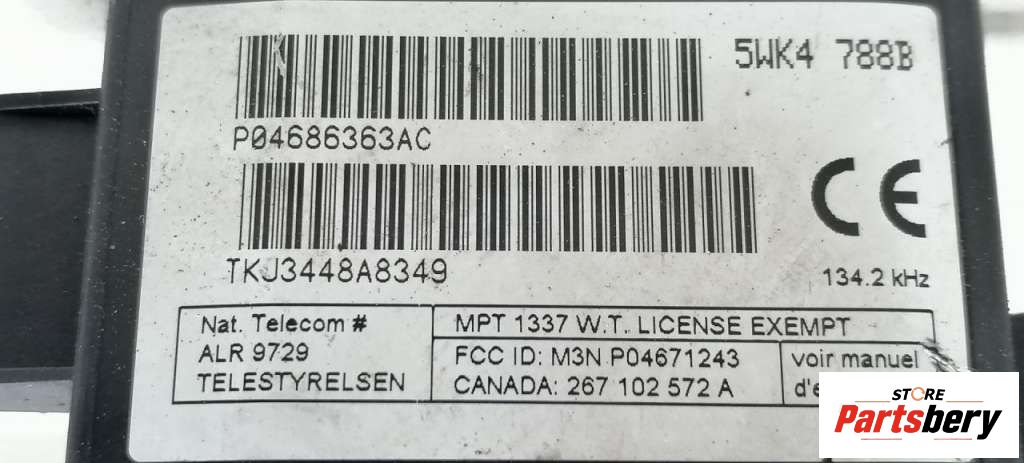 5WK4 788B
P04686363AC
CE
TKJ3448A8349
134.2 kHz
Nat. Telecom #
ALR 9729
TELESTYRELSEN
MPT 1337 W.T. LICENSE EXEMPT
FCC ID: M3N P04671243
CANADA: 267 102 572 A
voir manuel
STORE
Partsbery